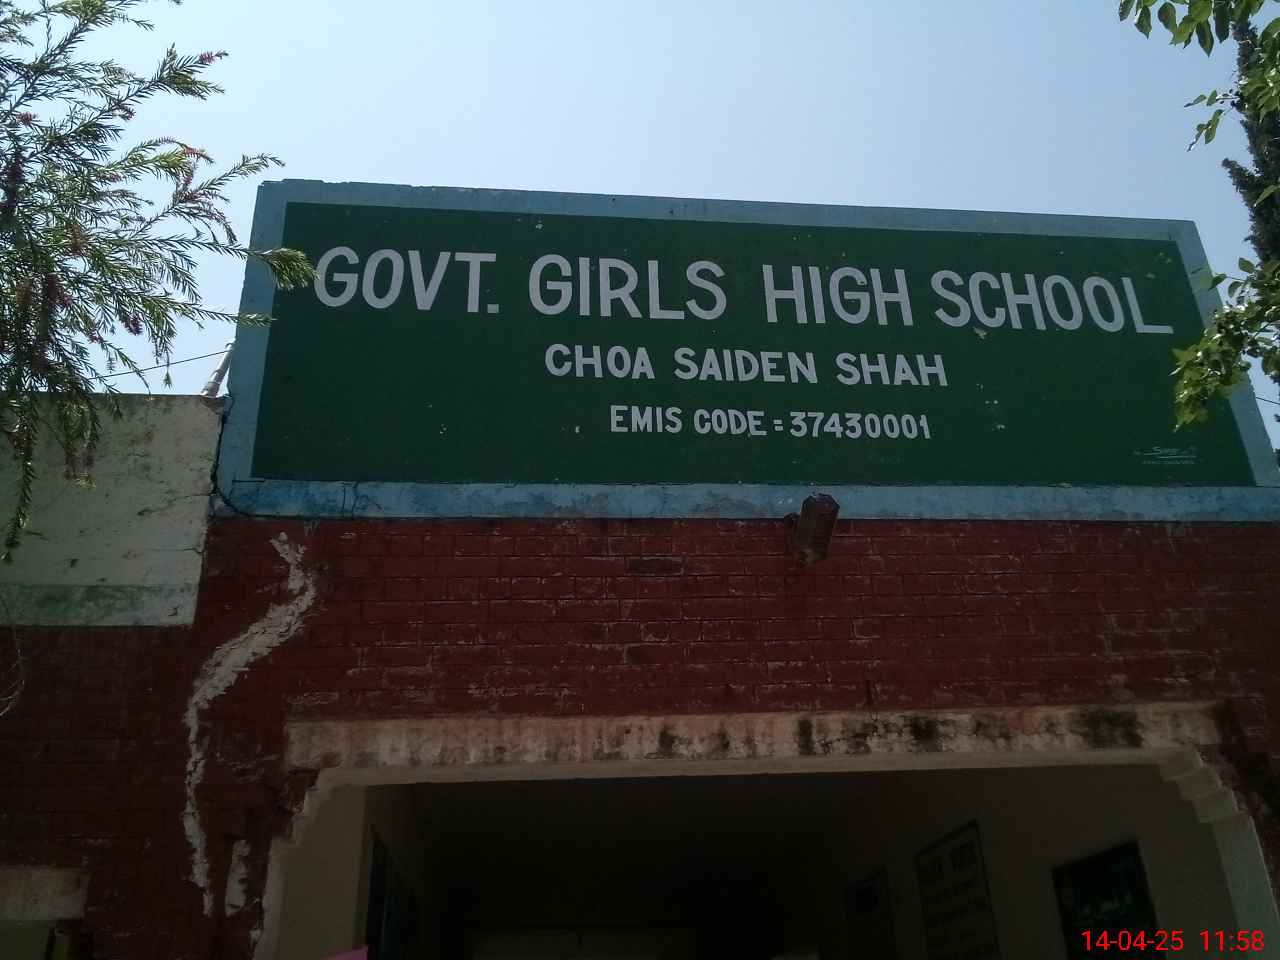 GOVT. GIRLS HIGH SCHOOL
CHOA SAIDEN SHAH
EMIS CODE = 37430001
14-04-25 11:58